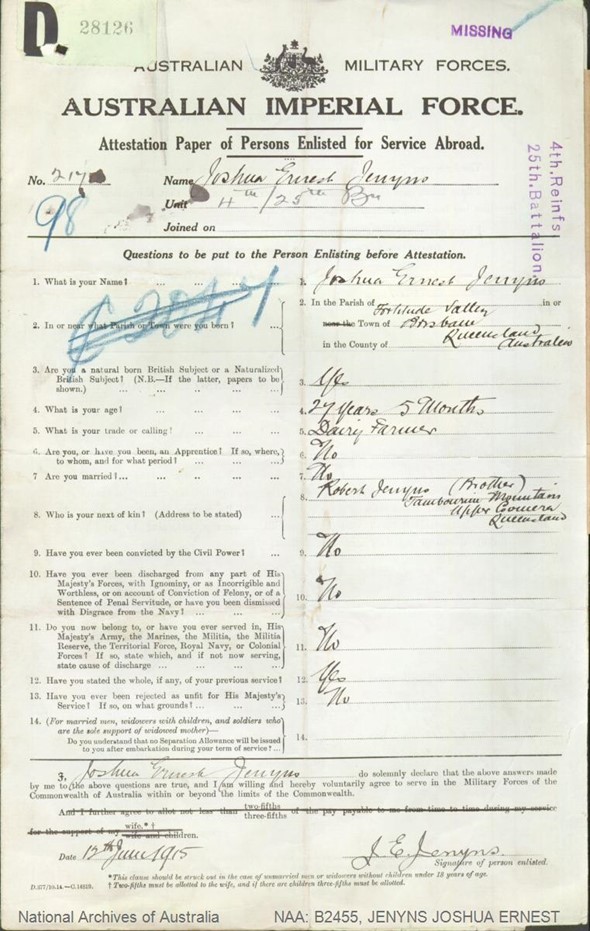 D.
28126
MISSING
AUSTRALIAN MILITARY FORCES.
AUSTRALIAN IMPERIAL FORCE.
Attestation Paper of Persons Enlisted for Service Abroad.
4th. Reinfs
25th. Battalion
No.
Name Joshua Ernest Jenyns
Unit 4th / 25th Bn
98
Joined on
Questions to be put to the Person Enlisting before Attestation.
1. What is your Name? ... ... ... ...
1. Joshua Ernest Jenyns
2. In or near what Parish or Town were you born? ... ...
2. In the Parish of Fortitude Valley in or
near the Town of Brisbane
in the County of Queensland
Australia
3. Are you a natural born British Subject or a Naturalized
British Subject? (N.B.—If the latter, papers to be
shown.) ... ... ... ... ...
3. Yes
4. What is your age? ... ... ... ...
4. 27 Years 5 Months
5. What is your trade or calling? ... ... ...
5. Dairy Farmer
6. Are you, or have you been, an Apprentice? If so, where,
to whom, and for what period? ... ... ...
6. No
7 Are you married?... ... ... ... ...
7. No
8. Who is your next of kin? (Address to be stated) ...
8. Robert Jenyns (Brother)
Tambourine Mountain
Upper Coomera
Queensland
9. Have you ever been convicted by the Civil Power? ...
9. No
10. Have you ever been discharged from any part of His
Majesty's Forces, with Ignominy, or as Incorrigible and
Worthless, or on account of Conviction of Felony, or of a
Sentence of Penal Servitude, or have you been dismissed
with Disgrace from the Navy? ... ... ...
10. No
11. Do you now belong to, or have you ever served in, His
Majesty's Army, the Marines, the Militia, the Militia
Reserve, the Territorial Force, Royal Navy, or Colonial
Forces? If so, state which, and if not now serving,
state cause of discharge ... ... ... ...
11. No
12. Have you stated the whole, if any, of your previous service?
12. Yes
13. Have you ever been rejected as unfit for His Majesty's
Service? If so, on what grounds? ... ... ...
13. No
14. (For married men, widowers with children, and soldiers who
are the sole support of widowed mother)—
Do you understand that no Separation Allowance will be issued
to you after embarkation during your term of service? ...
14.
Joshua Ernest Jenyns do solemnly declare that the above answers made
by me to the above questions are true, and I am willing and hereby voluntarily agree to serve in the Military Forces of the
Commonwealth of Australia within or beyond the limits of the Commonwealth.
And I further agree to allot not less than two-fifths three-fifths of the pay payable to me from time to time during my service
for the support of my wife.*† wife and children.
Date 12th June 1915
J. E. Jenyns.
Signature of person enlisted.
*This clause should be struck out in the case of unmarried men or widowers without children under 18 years of age.
† Two-fifths must be allotted to the wife, and if there are children three-fifths must be allotted.
National Archives of Australia
NAA: B2455, JENYNS JOSHUA ERNEST